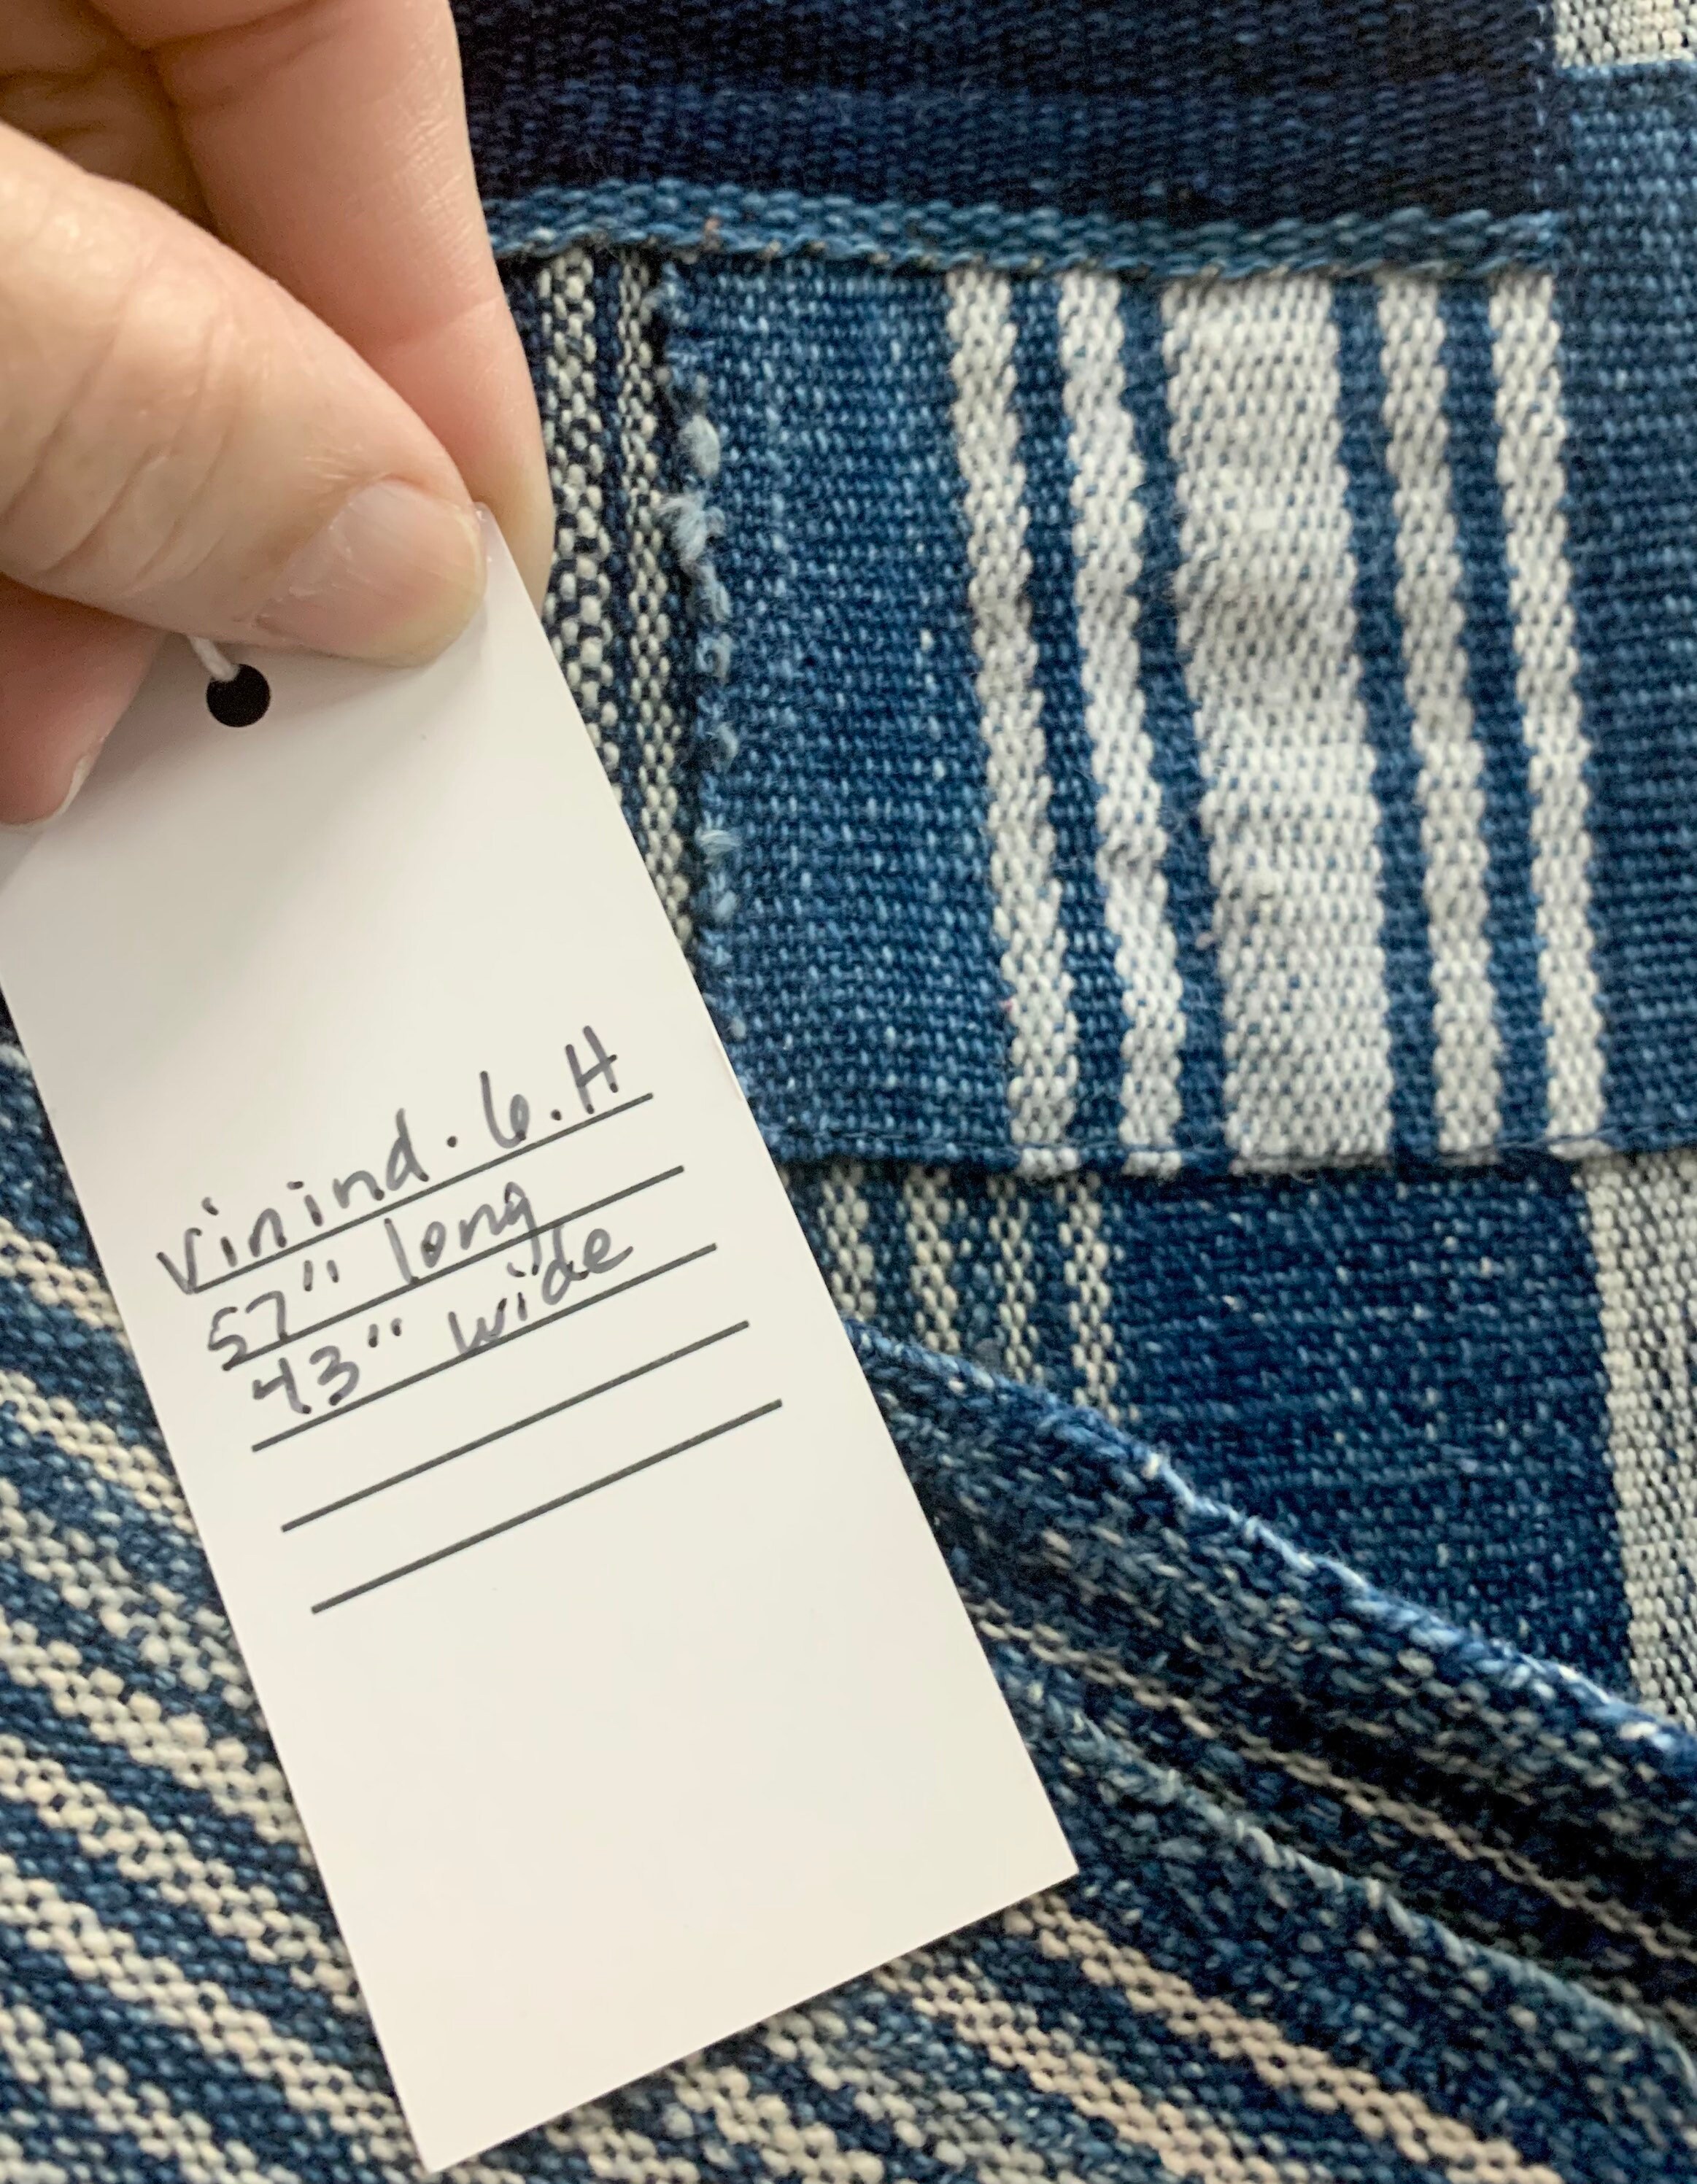 vinind. 6.H
57" long
43" wide